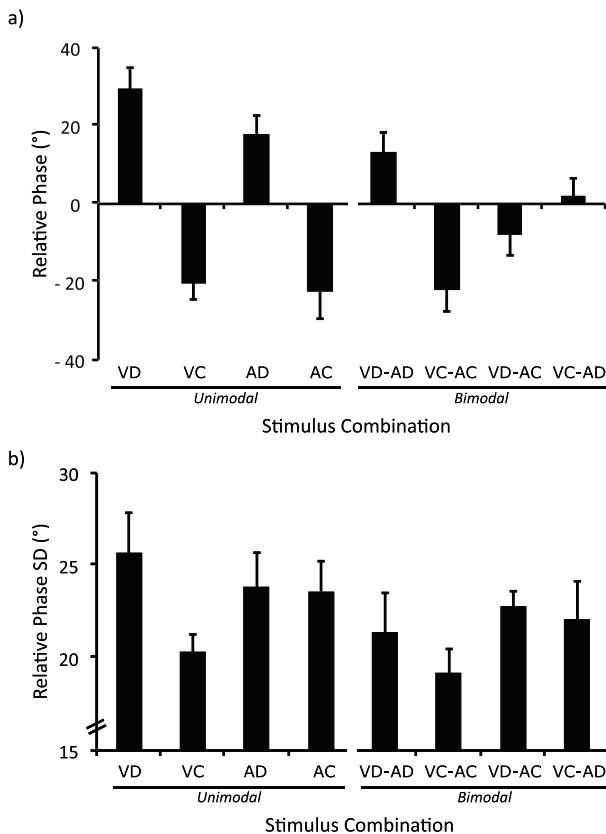 a)
40
20
0
- 20
- 40
Relative Phase (°)
VD VC AD AC VD-AD VC-AC VD-AC VC-AD
Unimodal Bimodal
Stimulus Combination
b)
30
25
20
15
Relative Phase SD (°)
VD VC AD AC VD-AD VC-AC VD-AC VC-AD
Unimodal Bimodal
Stimulus Combination